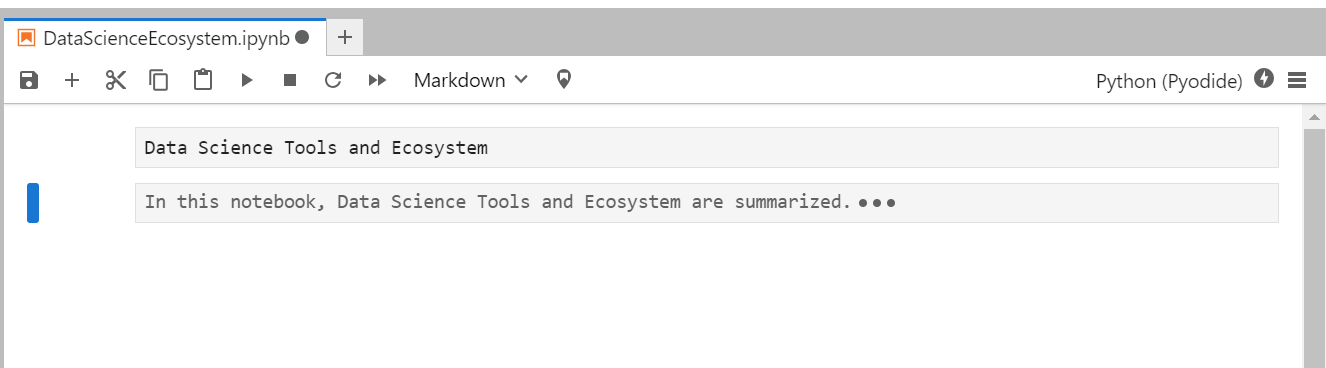 DataScienceEcosystem.ipynb
Markdown
Python (Pyodide)
Data Science Tools and Ecosystem
In this notebook, Data Science Tools and Ecosystem are summarized.